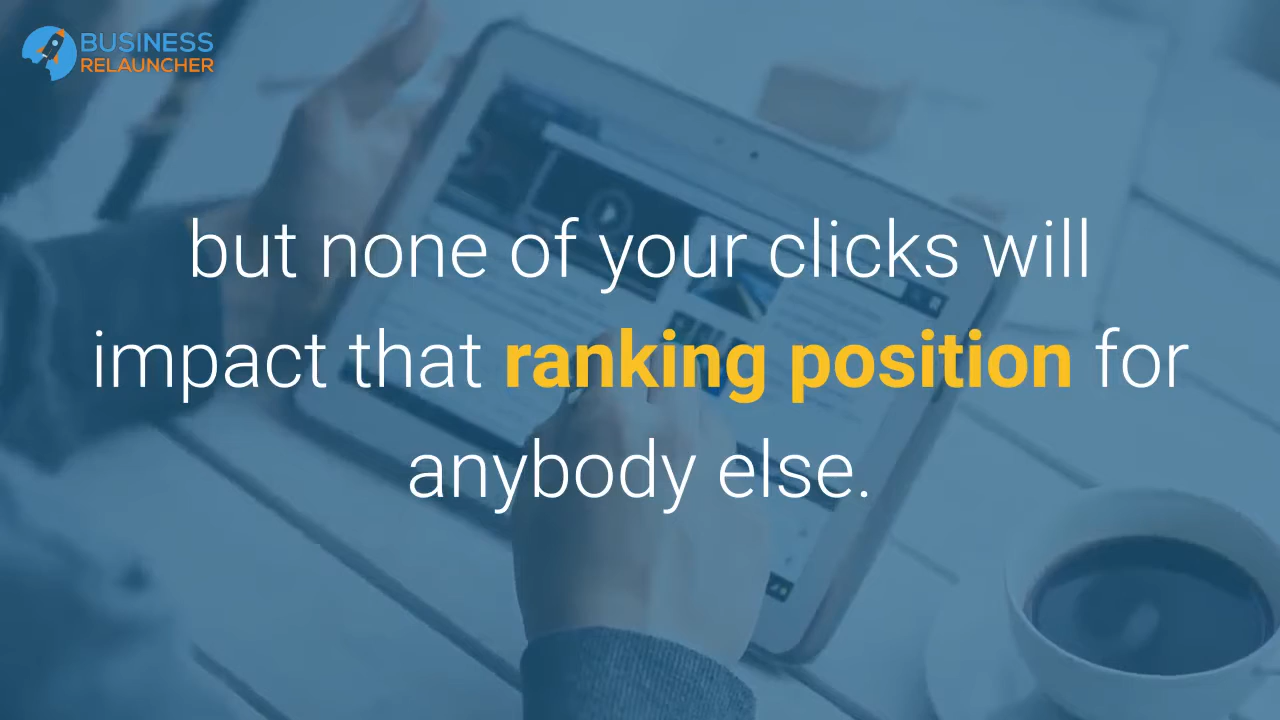 BUSINESS
RELAUNCHER
but none of your clicks will
impact that ranking position for
anybody else.